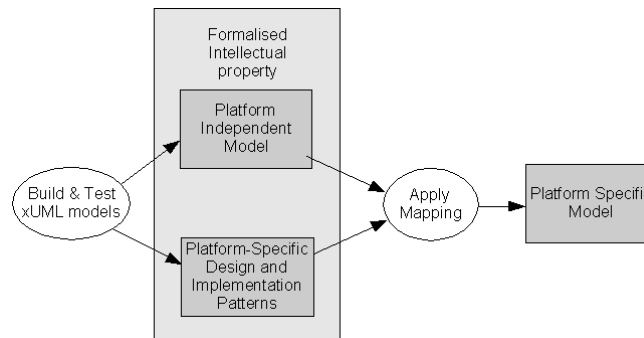 Formalised
Intellectual
property
Platform
Independent
Model
Build & Test
xUML models
Apply
Mapping
Platform Specifi
Model
Platform-Specific
Design and
Implementation
Patterns